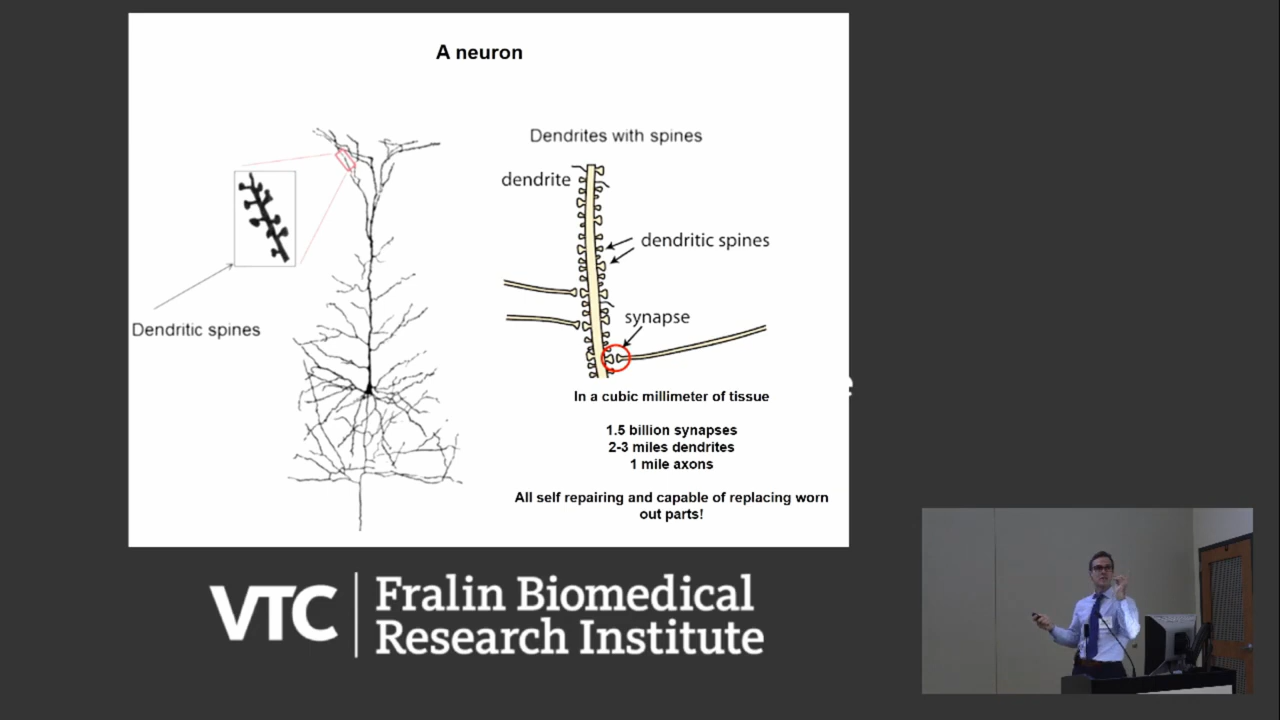 A neuron
Dendrites with spines
dendrite
dendritic spines
Dendritic spines
synapse
In a cubic millimeter of tissue
1.5 billion synapses
2-3 miles dendrites
1 mile axons
All self repairing and capable of replacing worn
out parts!
e
VTC
Fralin Biomedical
Research Institute